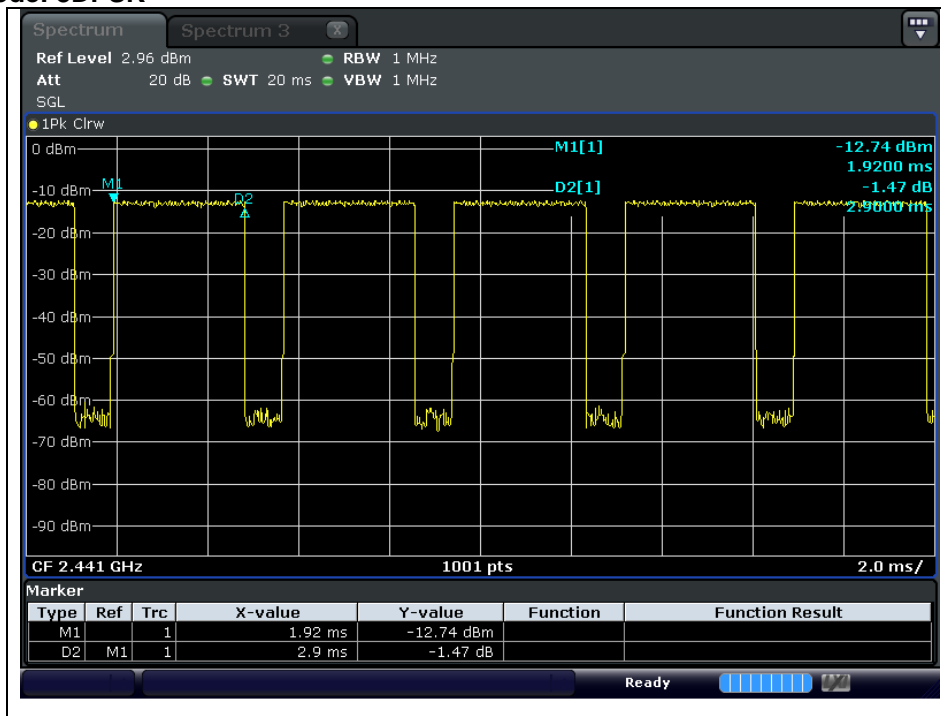 Spectrum Spectrum 3 X
Ref Level 2.96 dBm RBW 1 MHz
Att 20 dB SWT 20 ms VBW 1 MHz
SGL
1Pk Clrw
0 dBm M1[1] -12.74 dBm
1.9200 ms
-10 dBm M1 D2 D2[1] -1.47 dB
2.9000 ms
-20 dBm
-30 dBm
-40 dBm
-50 dBm
-60 dBm
-70 dBm
-80 dBm
-90 dBm
CF 2.441 GHz 1001 pts 2.0 ms/
Marker
Type Ref Trc X-value Y-value Function Function Result
M1 1 1.92 ms -12.74 dBm
D2 M1 1 2.9 ms -1.47 dB
Ready